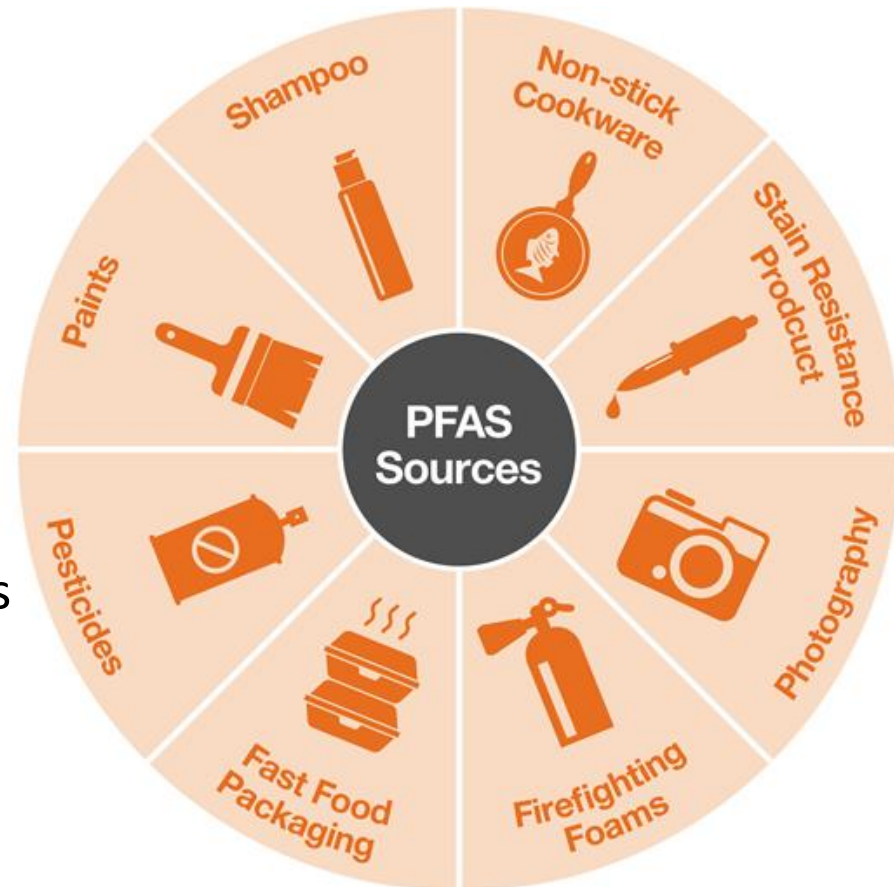 Shampoo
Non-stick
Cookware
Stain Resistance
Prodcuct
Photography
Firefighting
Foams
Fast Food
Packaging
Pesticides
Paints
PFAS
Sources
s